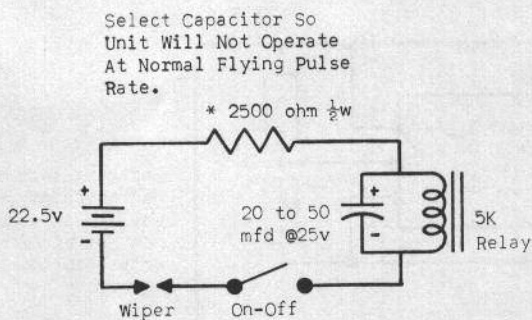 Select Capacitor So
Unit Will Not Operate
At Normal Flying Pulse
Rate.
* 2500 ohm ½w
+
22.5v
-
20 to 50
mfd @25v
+
-
5K
Relay
Wiper
On-Off